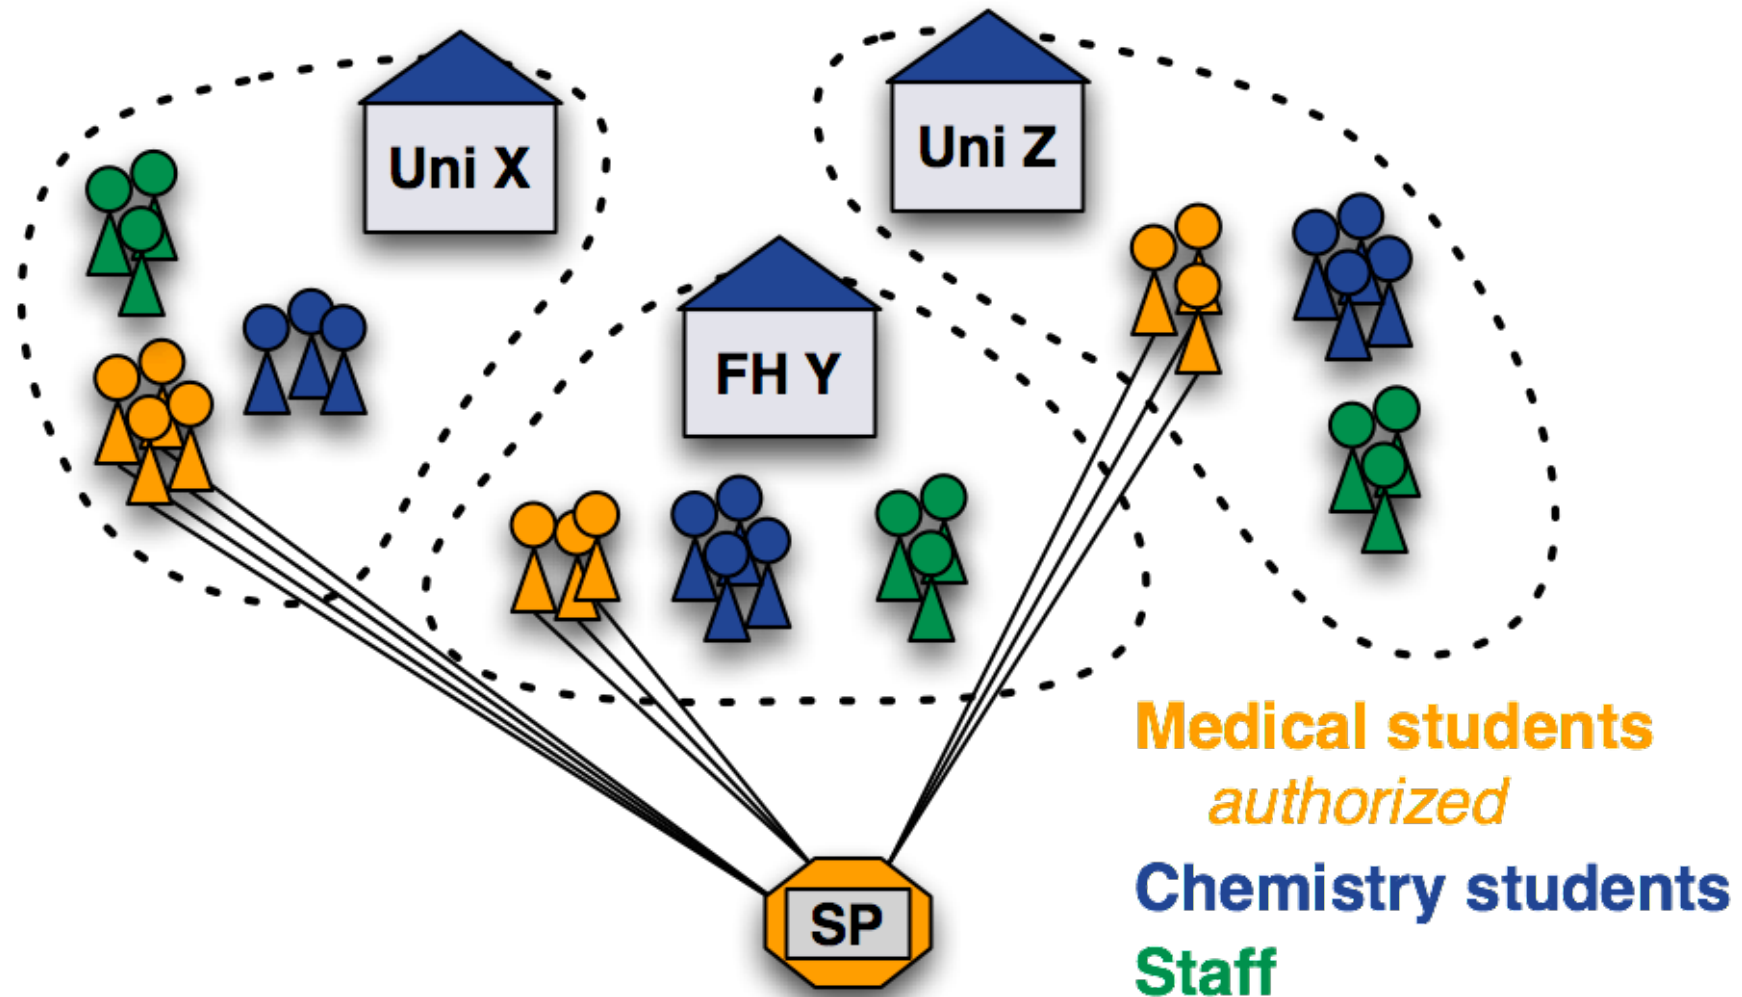 Uni X
Uni Z
FH Y
SP
Medical students
authorized
Chemistry students
Staff